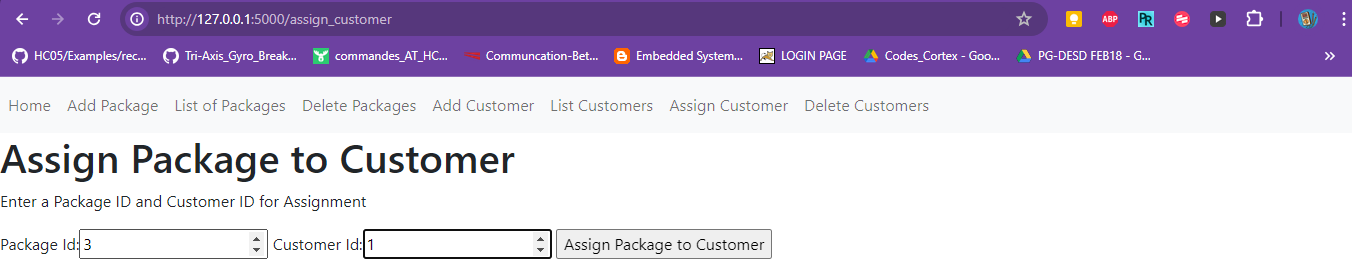 http://127.0.0.1:5000/assign_customer
ABP
PR
HC05/Examples/rec... Tri-Axis_Gyro_Break... commandes_AT_HC... Communcation-Bet... Embedded System... LOGIN PAGE Codes_Cortex - Goo... PG-DESD FEB18 - G... »
Home Add Package List of Packages Delete Packages Add Customer List Customers Assign Customer Delete Customers
Assign Package to Customer
Enter a Package ID and Customer ID for Assignment
Package Id: 3 Customer Id: 1 Assign Package to Customer